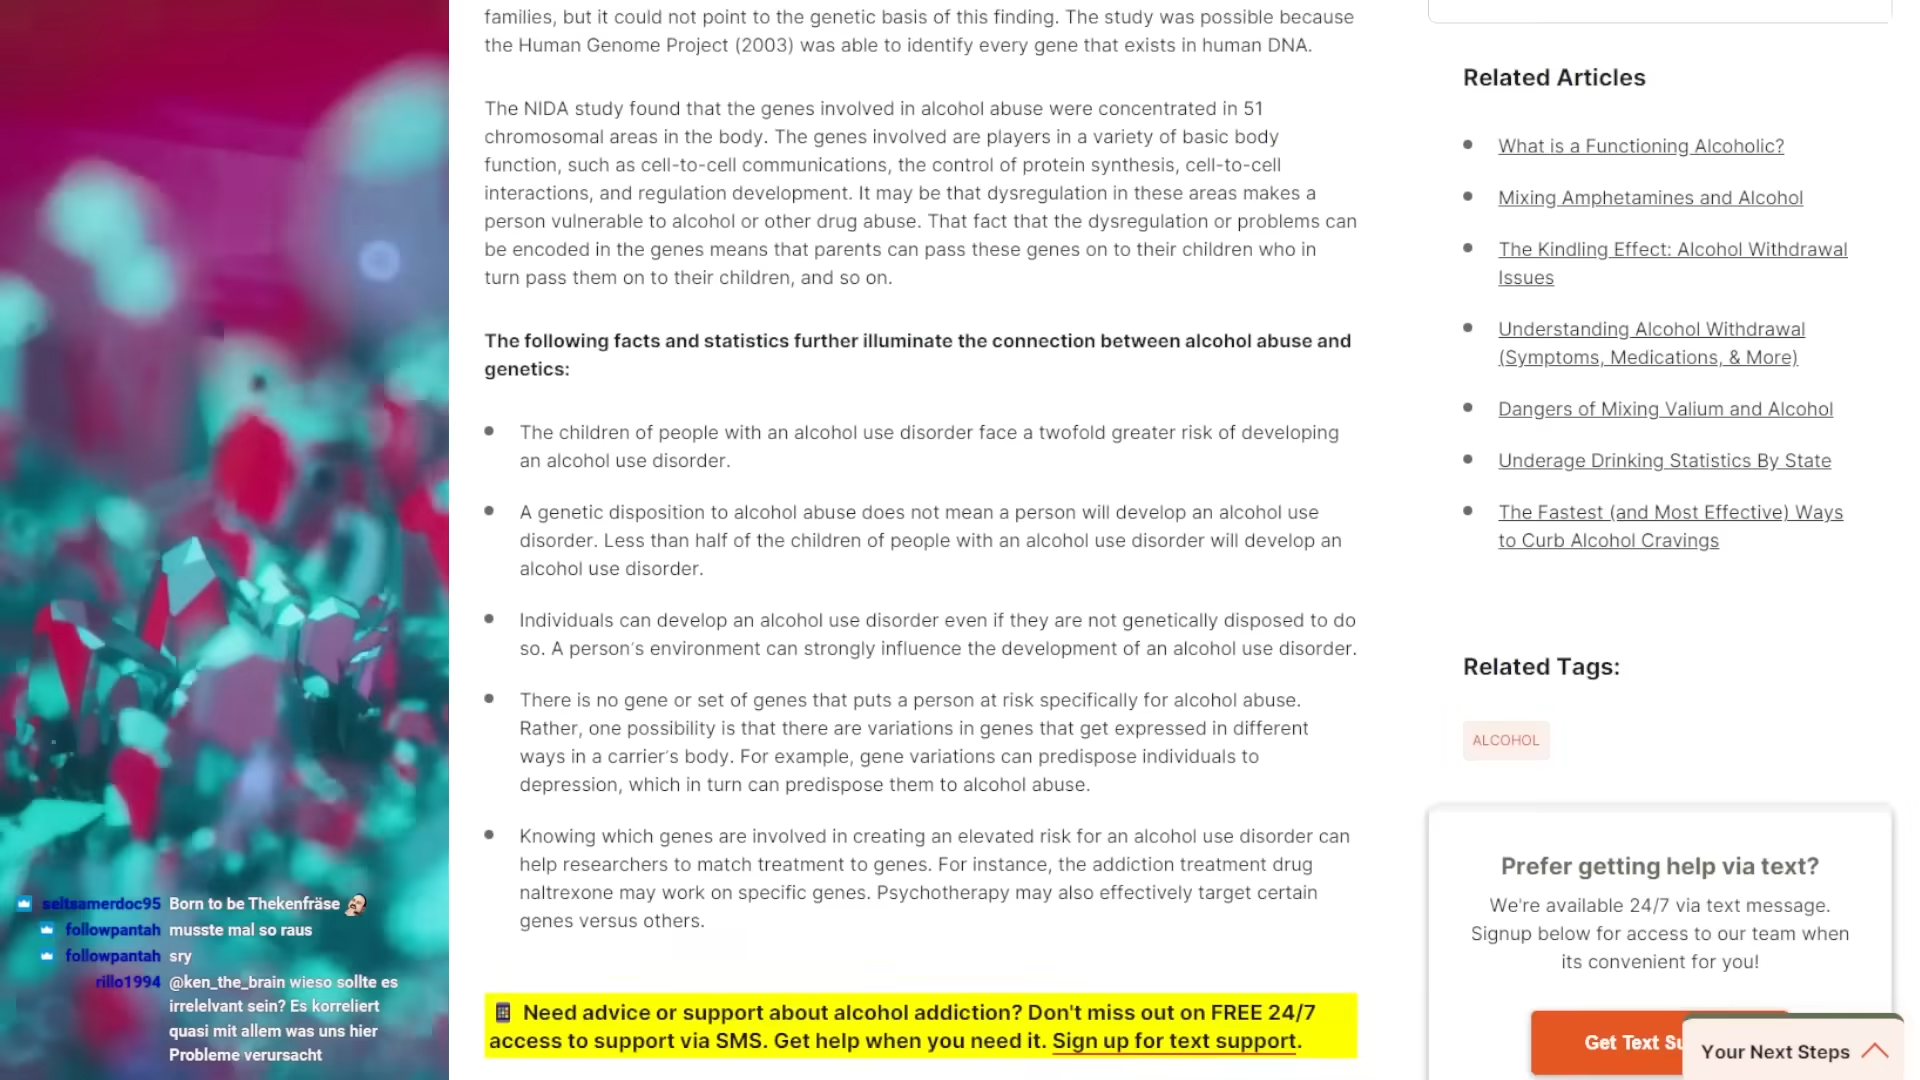 families, but it could not point to the genetic basis of this finding. The study was possible because
the Human Genome Project (2003) was able to identify every gene that exists in human DNA.
The NIDA study found that the genes involved in alcohol abuse were concentrated in 51
chromosomal areas in the body. The genes involved are players in a variety of basic body
function, such as cell-to-cell communications, the control of protein synthesis, cell-to-cell
interactions, and regulation development. It may be that dysregulation in these areas makes a
person vulnerable to alcohol or other drug abuse. That fact that the dysregulation or problems can
be encoded in the genes means that parents can pass these genes on to their children who in
turn pass them on to their children, and so on.
The following facts and statistics further illuminate the connection between alcohol abuse and
genetics:
The children of people with an alcohol use disorder face a twofold greater risk of developing
an alcohol use disorder.
A genetic disposition to alcohol abuse does not mean a person will develop an alcohol use
disorder. Less than half of the children of people with an alcohol use disorder will develop an
alcohol use disorder.
Individuals can develop an alcohol use disorder even if they are not genetically disposed to do
so. A person's environment can strongly influence the development of an alcohol use disorder.
There is no gene or set of genes that puts a person at risk specifically for alcohol abuse.
Rather, one possibility is that there are variations in genes that get expressed in different
ways in a carrier's body. For example, gene variations can predispose individuals to
depression, which in turn can predispose them to alcohol abuse.
Knowing which genes are involved in creating an elevated risk for an alcohol use disorder can
help researchers to match treatment to genes. For instance, the addiction treatment drug
naltrexone may work on specific genes. Psychotherapy may also effectively target certain
genes versus others.
Need advice or support about alcohol addiction? Don't miss out on FREE 24/7
access to support via SMS. Get help when you need it. Sign up for text support.
Related Articles
What is a Functioning Alcoholic?
Mixing Amphetamines and Alcohol
The Kindling Effect: Alcohol Withdrawal
Issues
Understanding Alcohol Withdrawal
(Symptoms, Medications, & More)
Dangers of Mixing Valium and Alcohol
Underage Drinking Statistics By State
The Fastest (and Most Effective) Ways
to Curb Alcohol Cravings
Related Tags:
ALCOHOL
Prefer getting help via text?
We're available 24/7 via text message.
Signup below for access to our team when
its convenient for you!
Get Text Su
Your Next Steps
seltsamerdoc95 Born to be Thekenfräse
followpantah musste mal so raus
followpantah sry
rillo1994 @ken_the_brain wieso sollte es
irrelelvant sein? Es korreliert
quasi mit allem was uns hier
Probleme verursacht